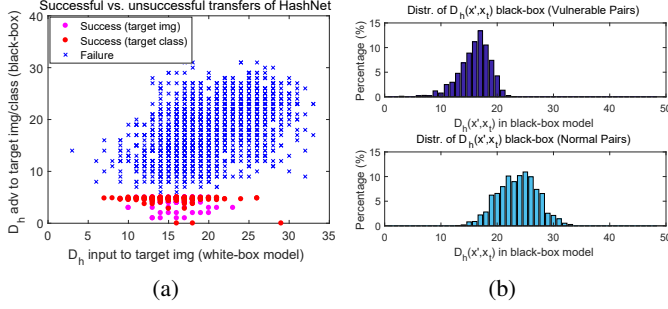 Successful vs. unsuccessful transfers of HashNet
Success (target img)
Success (target class)
Failure
D_h adv to target img/class (black-box)
40
30
20
10
0
0 5 10 15 20 25 30 35
D_h input to target img (white-box model)
(a)
Distr. of D_h(x',x_t) black-box (Vulnerable Pairs)
Percentage (%)
15
10
5
0
0 10 20 30 40 50
D_h(x',x_t) in black-box model
Distr. of D_h(x',x_t) black-box (Normal Pairs)
Percentage (%)
15
10
5
0
0 10 20 30 40 50
D_h(x',x_t) in black-box model
(b)